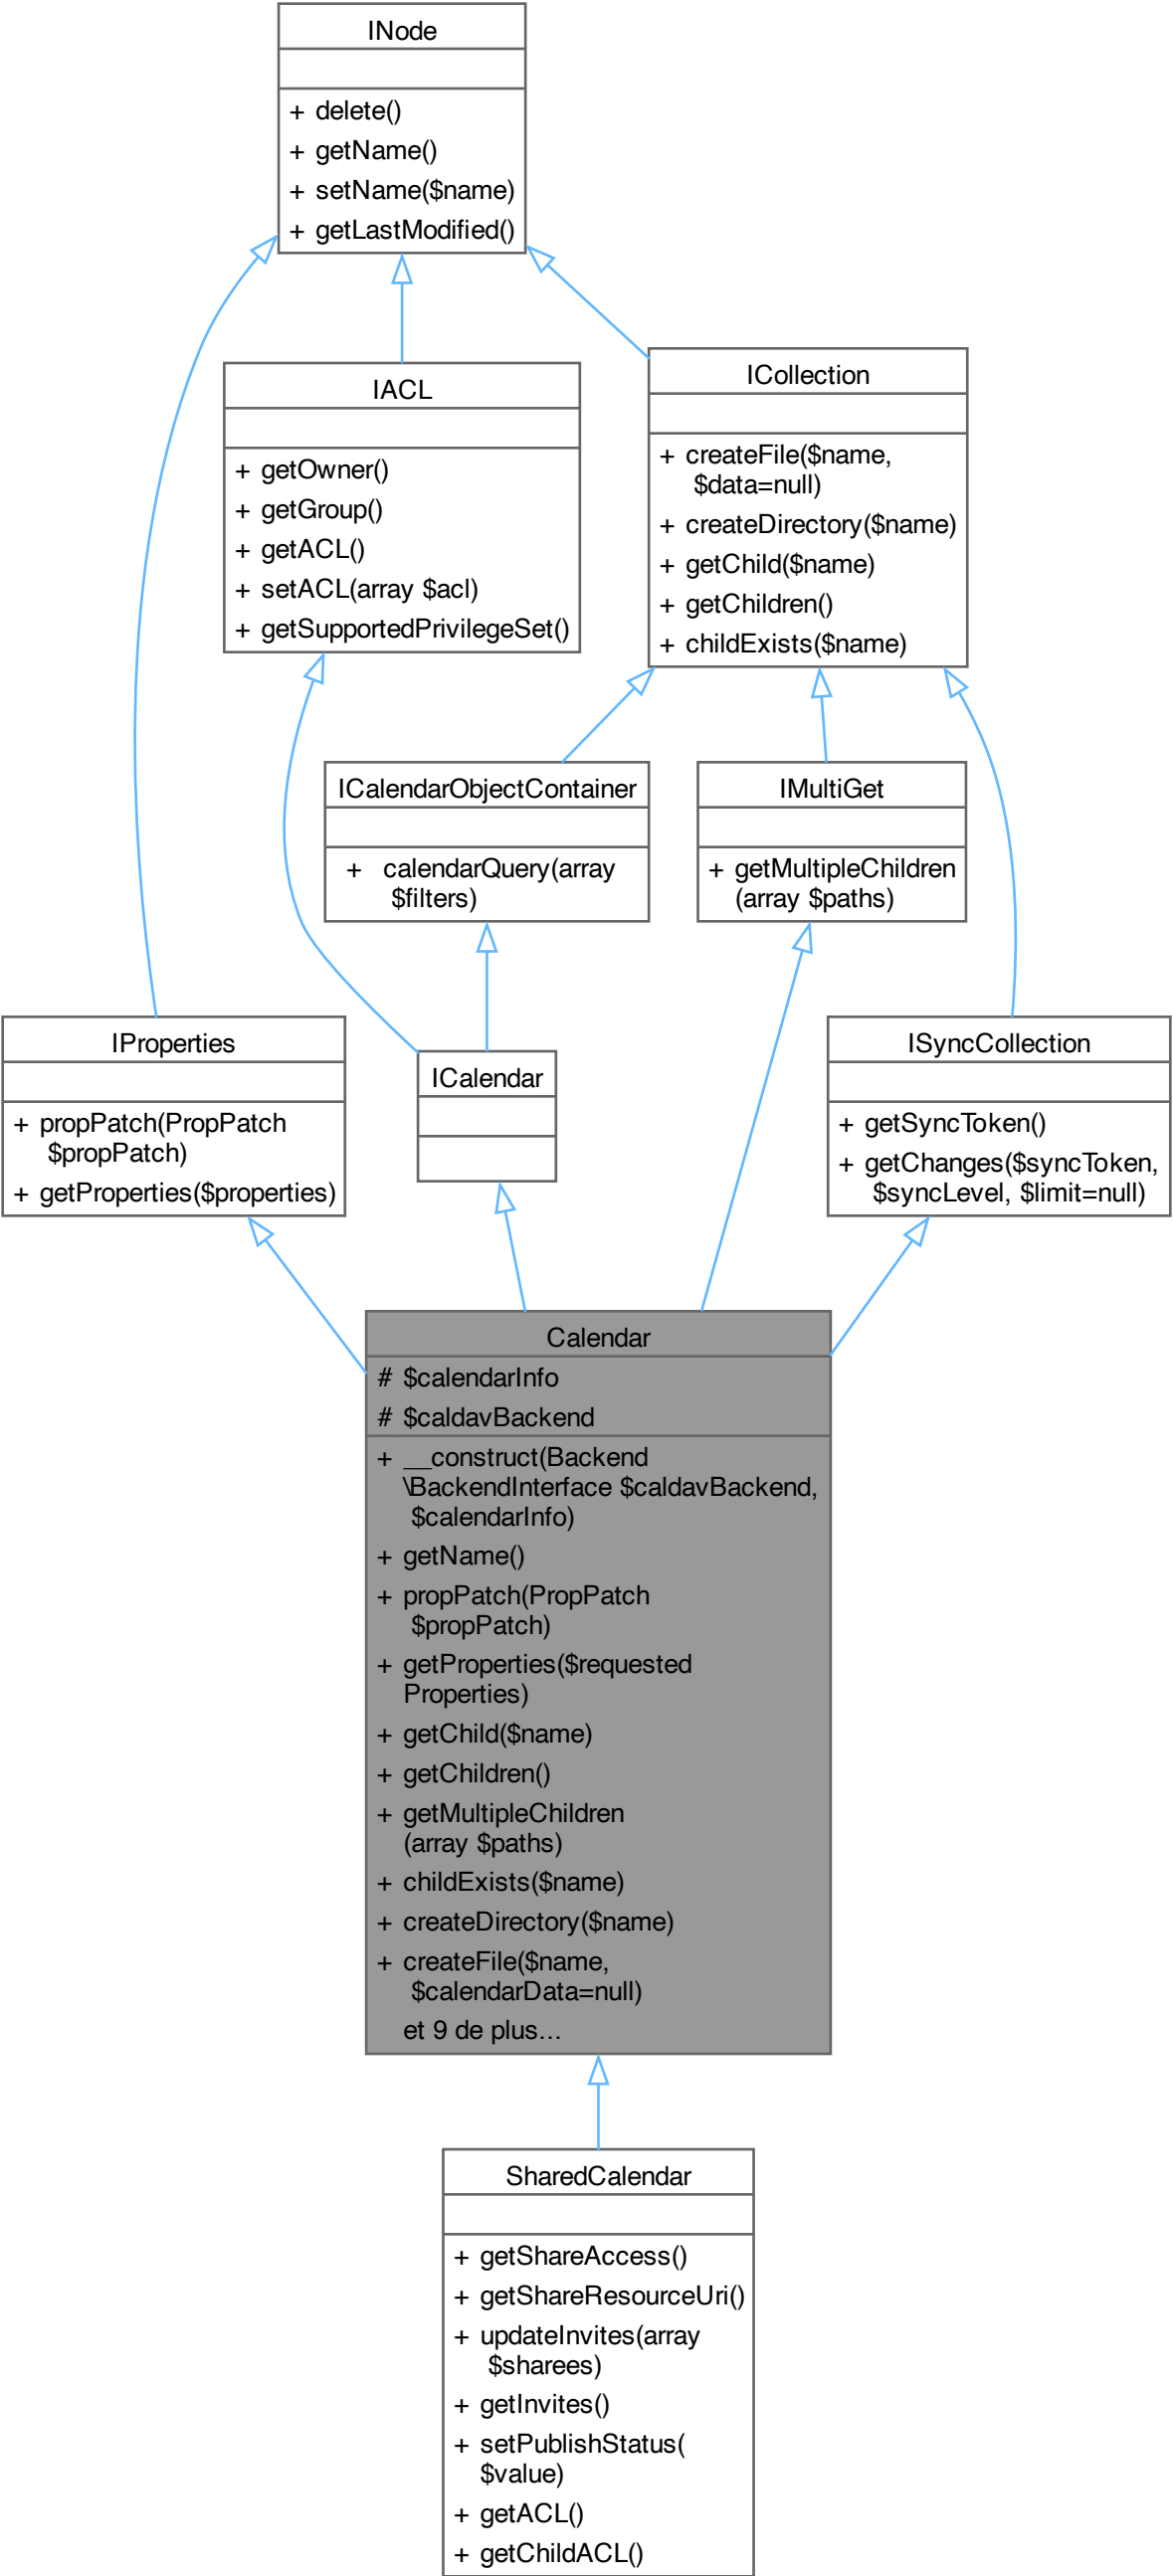 INode
+ delete()
+ getName()
+ setName($name)
+ getLastModified()
IACL
+ getOwner()
+ getGroup()
+ getACL()
+ setACL(array $acl)
+ getSupportedPrivilegeSet()
ICollection
+ createFile($name,
$data=null)
+ createDirectory($name)
+ getChild($name)
+ getChildren()
+ childExists($name)
ICalendarObjectContainer
+ calendarQuery(array
$filters)
IMultiGet
+ getMultipleChildren
(array $paths)
IProperties
+ propPatch(PropPatch
$propPatch)
+ getProperties($properties)
ICalendar
ISyncCollection
+ getSyncToken()
+ getChanges($syncToken,
$syncLevel, $limit=null)
Calendar
# $calendarInfo
# $caldavBackend
+ __construct(Backend
\BackendInterface $caldavBackend,
$calendarInfo)
+ getName()
+ propPatch(PropPatch
$propPatch)
+ getProperties($requested
Properties)
+ getChild($name)
+ getChildren()
+ getMultipleChildren
(array $paths)
+ childExists($name)
+ createDirectory($name)
+ createFile($name,
$calendarData=null)
et 9 de plus...
SharedCalendar
+ getShareAccess()
+ getShareResourceUri()
+ updateInvites(array
$sharees)
+ getInvites()
+ setPublishStatus(
$value)
+ getACL()
+ getChildACL()